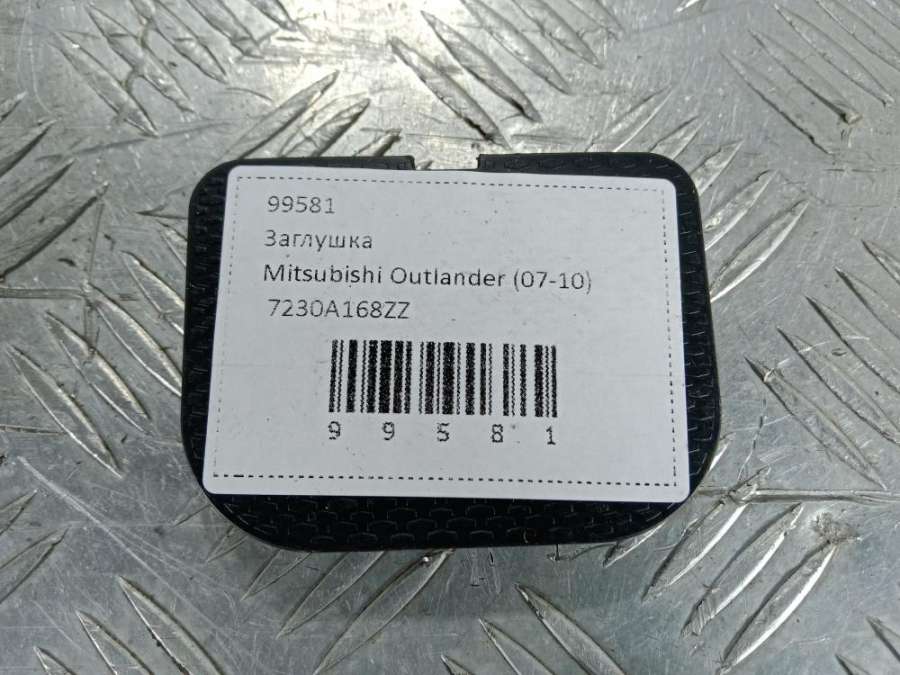 99581
Заглушка
Mitsubishi Outlander (07-10)
7230A168ZZ
9 9 5 8 1